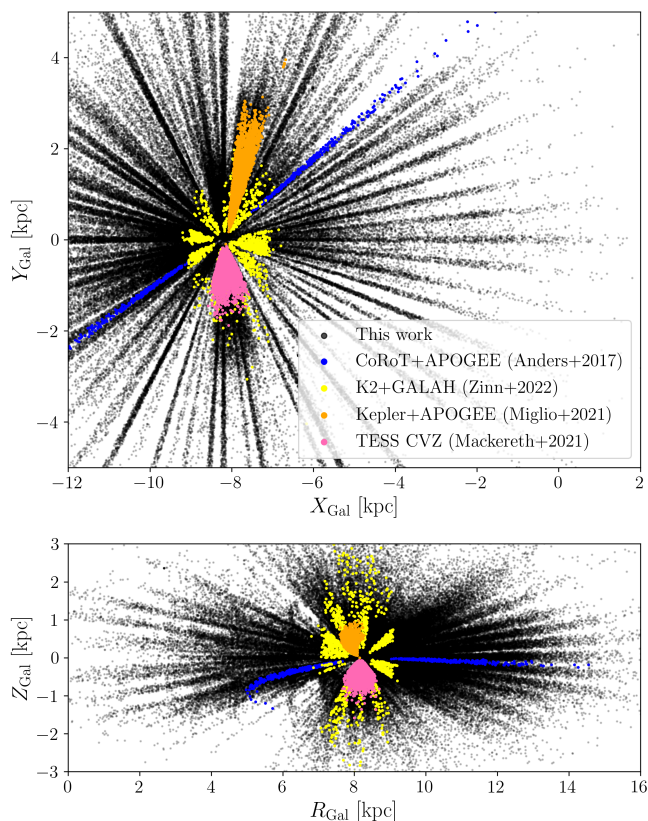 4
2
0
−2
−4
Y_Gal [kpc]
This work
CoRoT+APOGEE (Anders+2017)
K2+GALAH (Zinn+2022)
Kepler+APOGEE (Miglio+2021)
TESS CVZ (Mackereth+2021)
−12 −10 −8 −6 −4 −2 0 2
X_Gal [kpc]
3
2
1
0
−1
−2
−3
Z_Gal [kpc]
0 2 4 6 8 10 12 14 16
R_Gal [kpc]